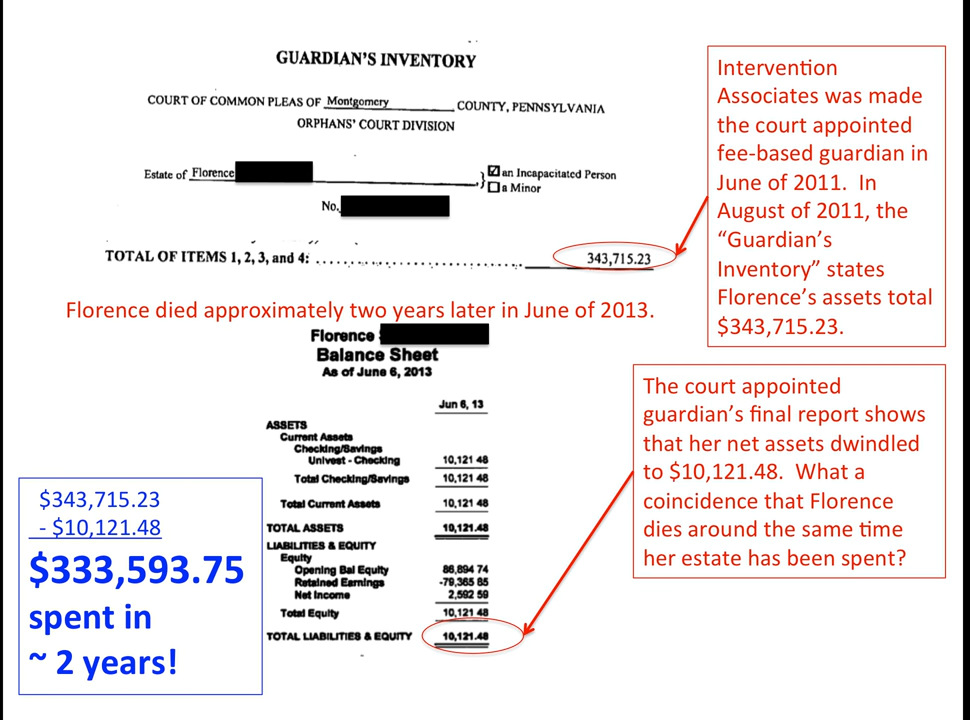 GUARDIAN'S INVENTORY
COURT OF COMMON PLEAS OF Montgomery COUNTY, PENNSYLVANIA
ORPHANS' COURT DIVISION
Estate of Florence } ☑ an Incapacitated Person
☐ a Minor
No.
TOTAL OF ITEMS 1, 2, 3, and 4: 343,715.23
Intervention
Associates was made
the court appointed
fee-based guardian in
June of 2011. In
August of 2011, the
“Guardian’s
Inventory” states
Florence’s assets total
$343,715.23.
Florence died approximately two years later in June of 2013.
Florence
Balance Sheet
As of June 6, 2013
Jun 6, 13
ASSETS
Current Assets
Checking/Savings
Univest - Checking 10,121 48
Total Checking/Savings 10,121 48
Total Current Assets 10,121 48
TOTAL ASSETS 10,121.48
LIABILITIES & EQUITY
Equity
Opening Bal Equity 86,894 74
Retained Earnings -79,365 85
Net Income 2,592 59
Total Equity 10,121 48
TOTAL LIABILITIES & EQUITY 10,121.48
The court appointed
guardian’s final report shows
that her net assets dwindled
to $10,121.48. What a
coincidence that Florence
dies around the same time
her estate has been spent?
$343,715.23
- $10,121.48
$333,593.75
spent in
~ 2 years!